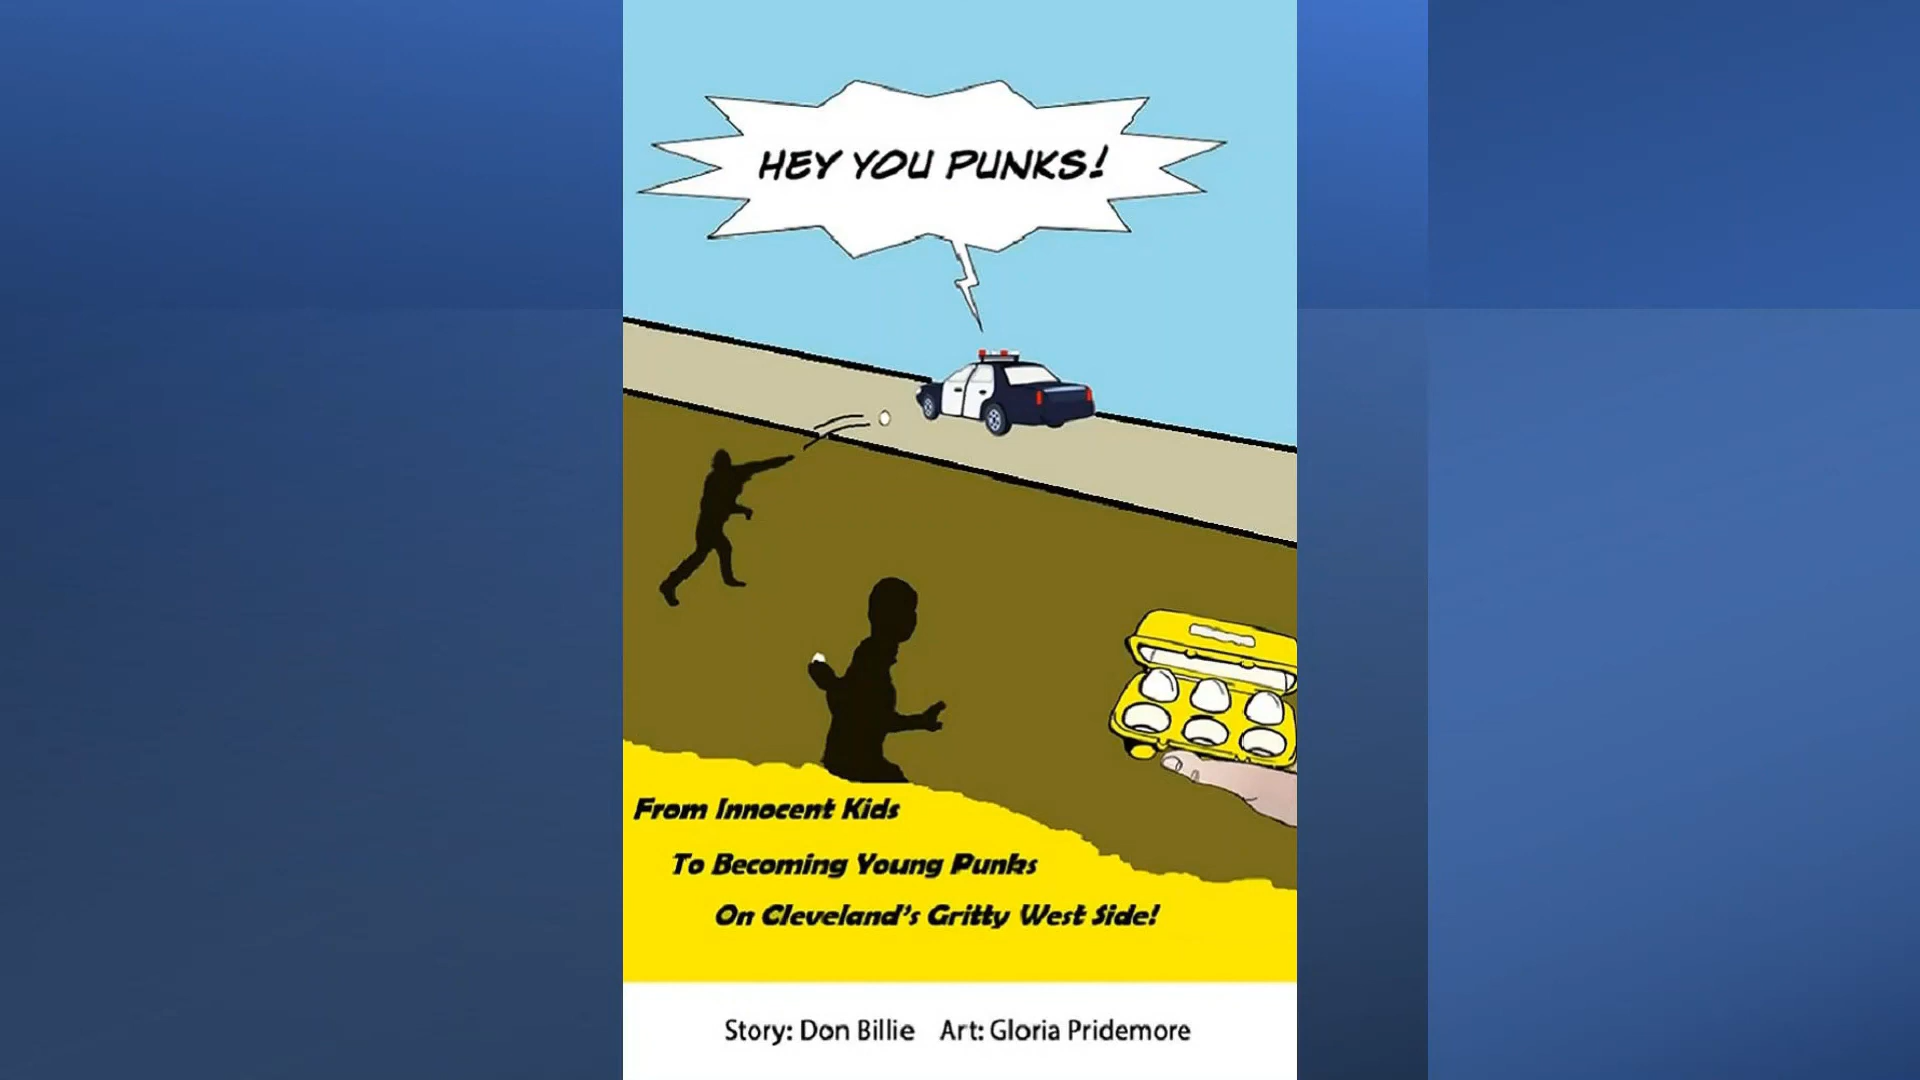 HEY YOU PUNKS!
From Innocent Kids
To Becoming Young Punks
On Cleveland's Gritty West Side!
Story: Don Billie Art: Gloria Pridemore